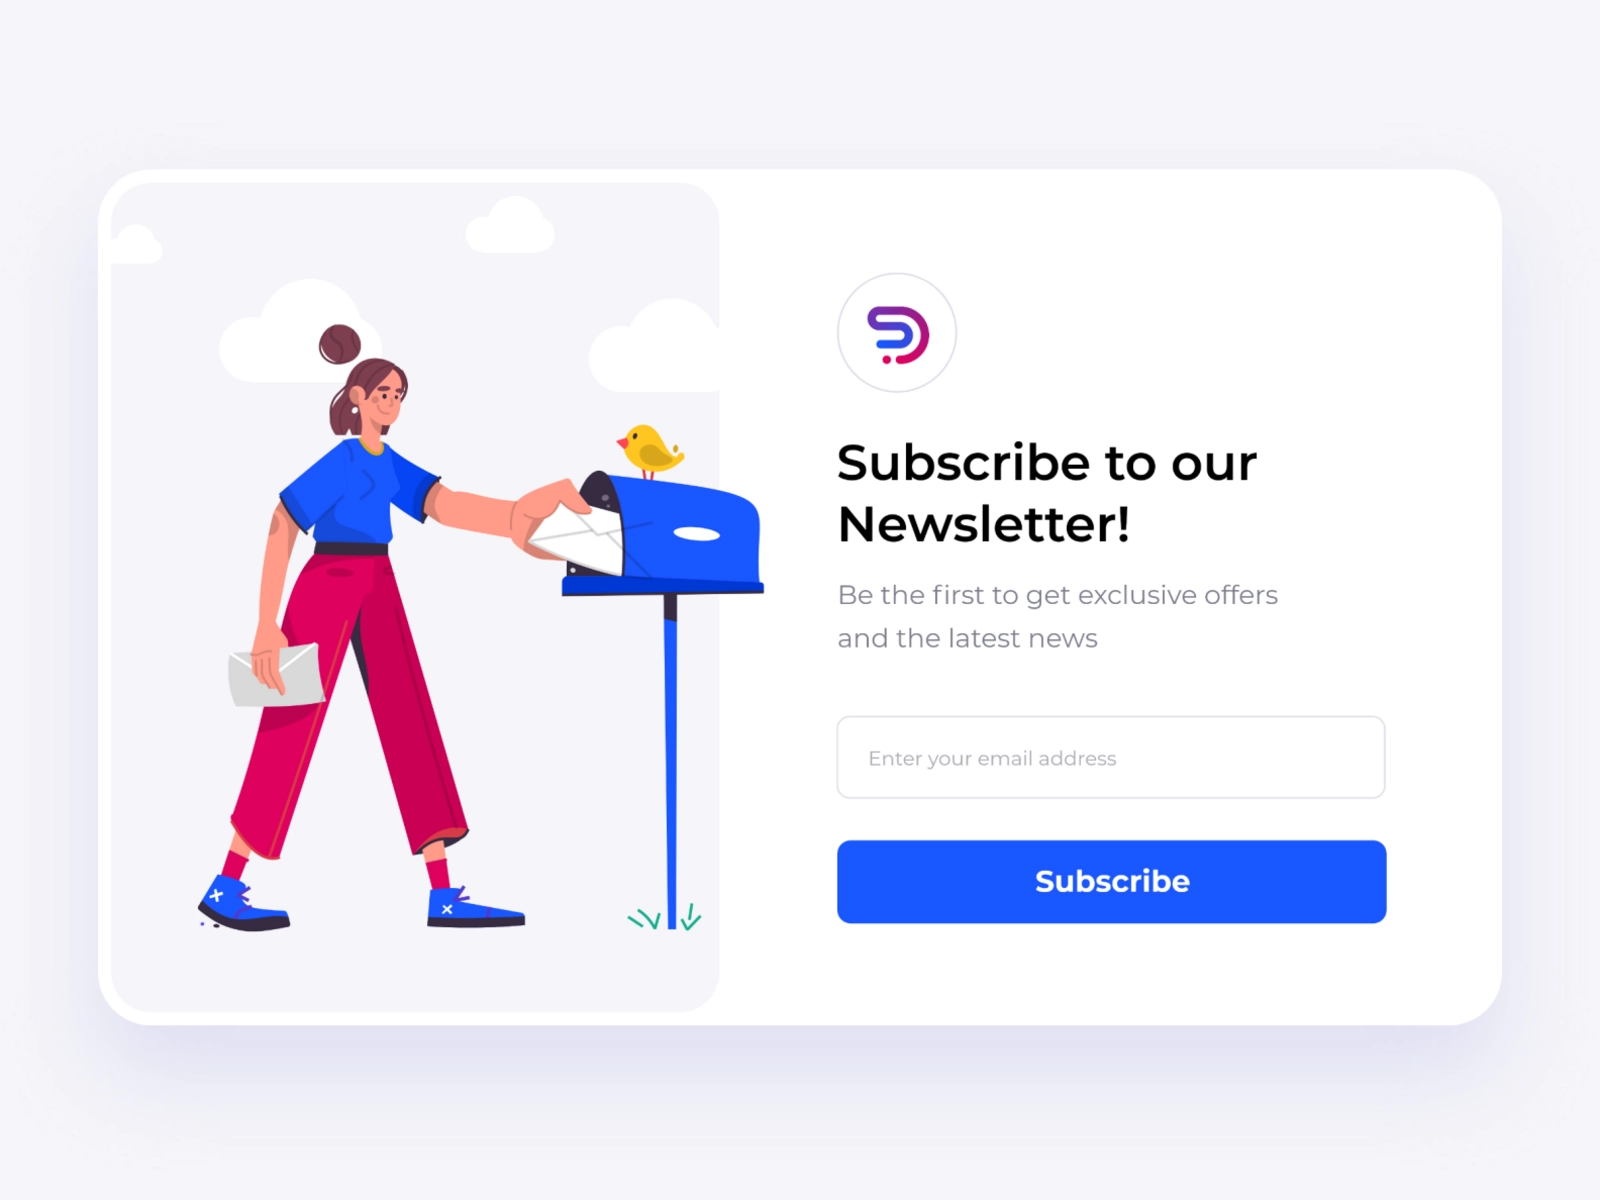 Subscribe to our
Newsletter!
Be the first to get exclusive offers
and the latest news
Enter your email address
Subscribe